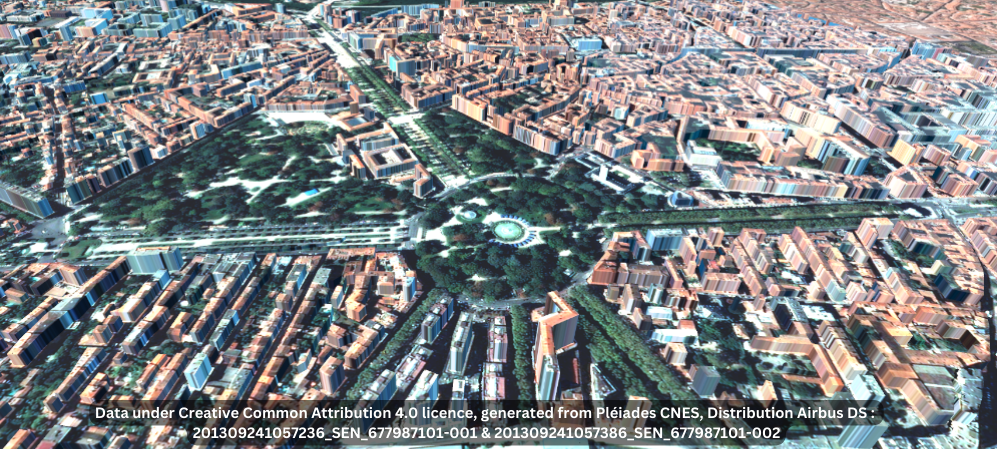 Data under Creative Common Attribution 4.0 licence, generated from Pléiades CNES, Distribution Airbus DS :
201309241057236_SEN_677987101-001 & 201309241057386_SEN_677987101-002